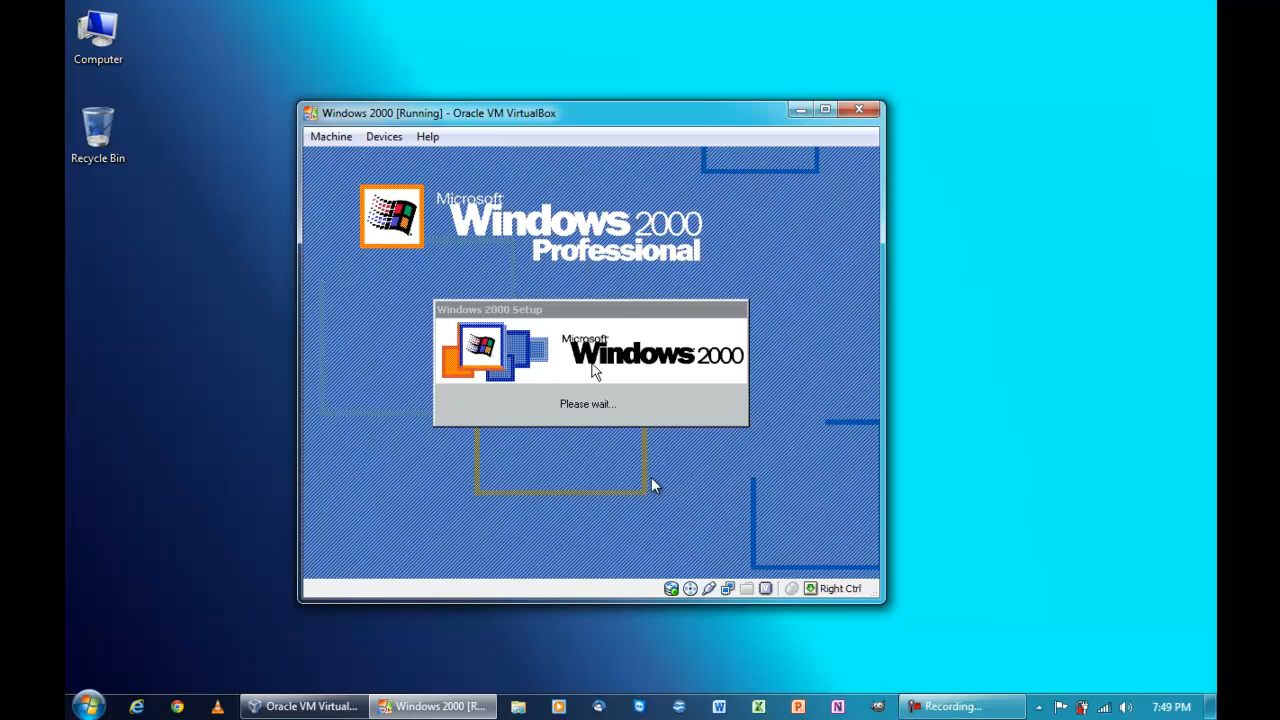 Computer
Recycle Bin
Windows 2000 [Running] - Oracle VM VirtualBox
Machine Devices Help
Microsoft
Windows 2000
Professional
Windows 2000 Setup
Microsoft
Windows 2000
Please wait...
Right Ctrl
Oracle VM Virtual...
Windows 2000 [R...
Recording...
7:49 PM